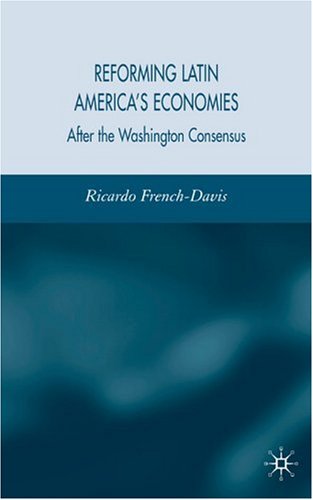 REFORMING LATIN
AMERICA'S ECONOMIES
After the Washington Consensus
Ricardo French-Davis